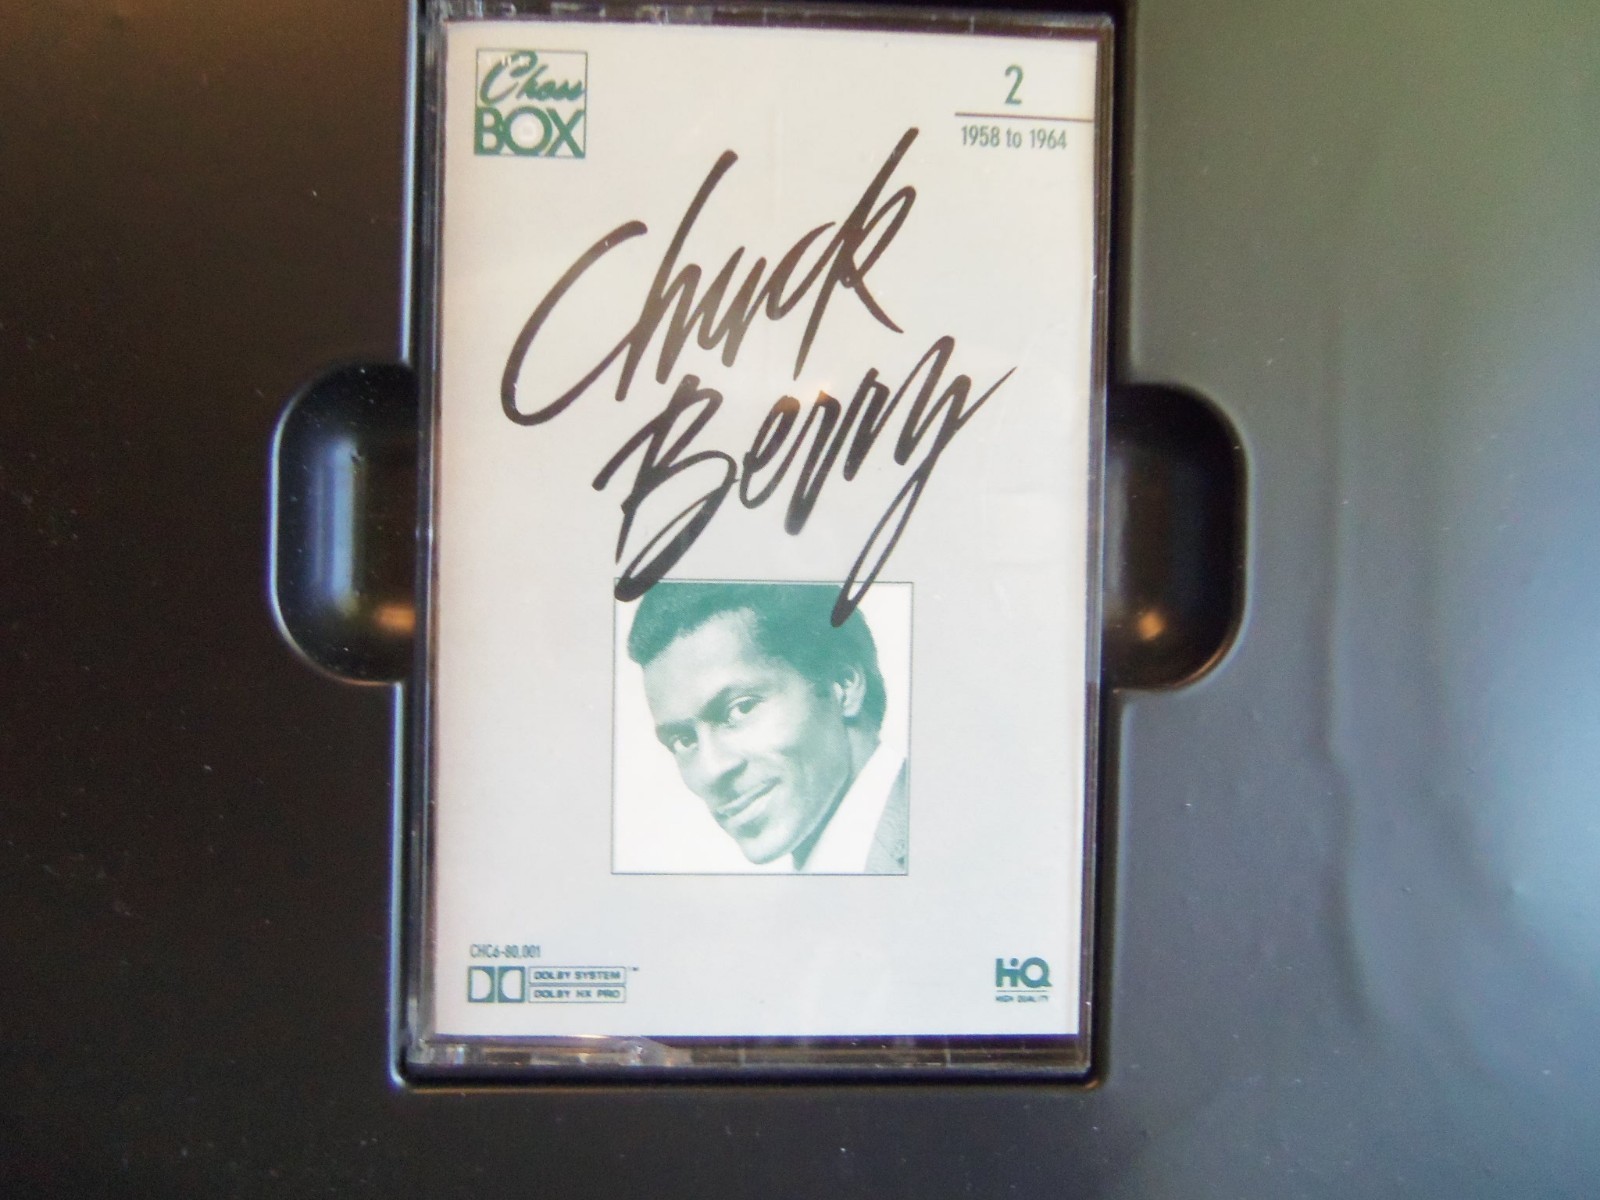 Chess
BOX
2
1958 to 1964
Chuck
Berry
CHC6-80,001
DOLBY SYSTEM ™
DOLBY HX PRO
HiQ
HIGH QUALITY